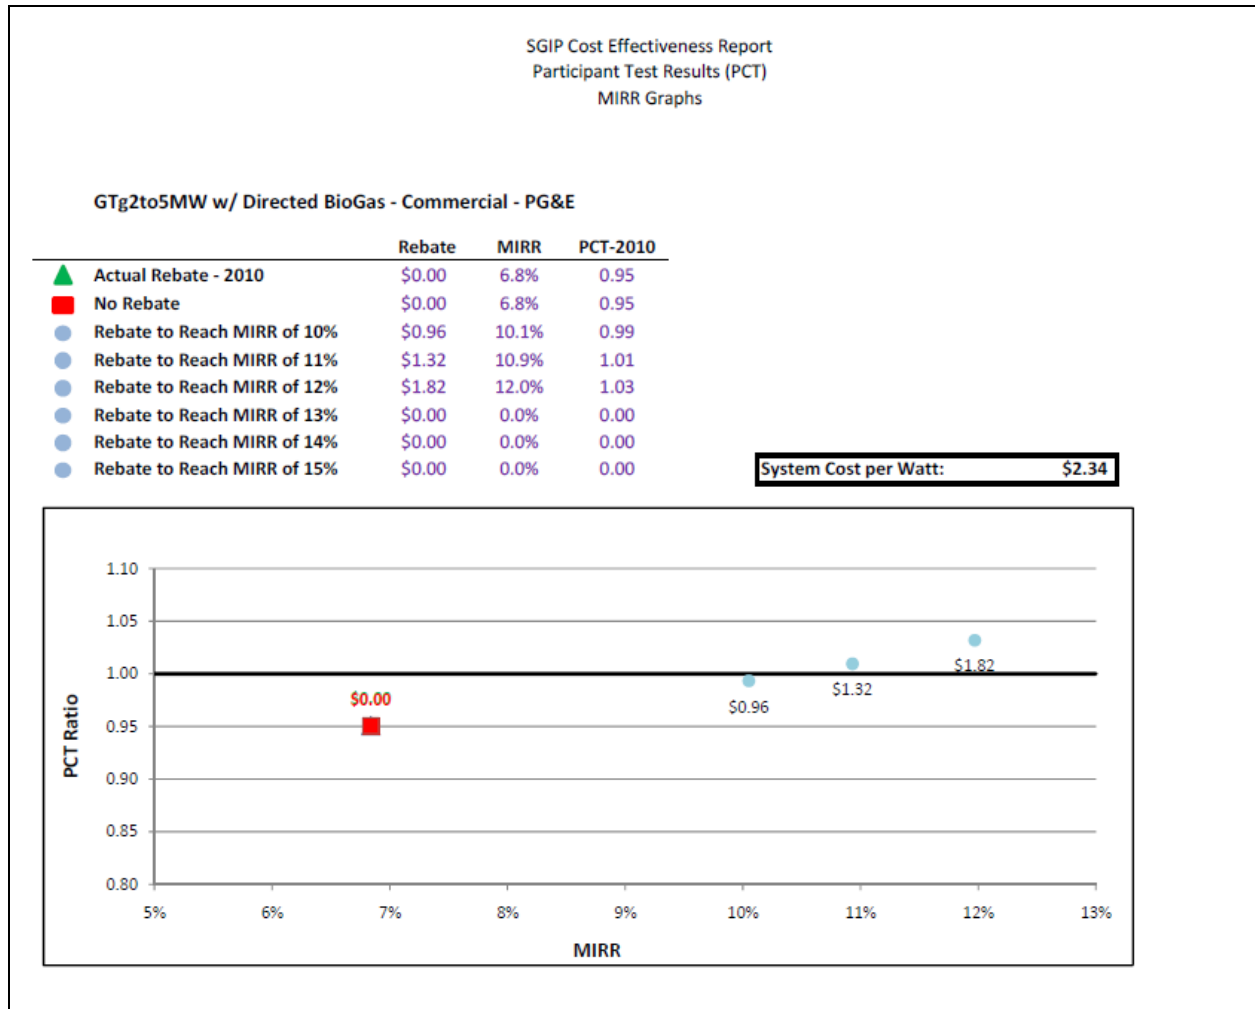 SGIP Cost Effectiveness Report
Participant Test Results (PCT)
MIRR Graphs
GTg2to5MW w/ Directed BioGas - Commercial - PG&E
Rebate MIRR PCT-2010
Actual Rebate - 2010 $0.00 6.8% 0.95
No Rebate $0.00 6.8% 0.95
Rebate to Reach MIRR of 10% $0.96 10.1% 0.99
Rebate to Reach MIRR of 11% $1.32 10.9% 1.01
Rebate to Reach MIRR of 12% $1.82 12.0% 1.03
Rebate to Reach MIRR of 13% $0.00 0.0% 0.00
Rebate to Reach MIRR of 14% $0.00 0.0% 0.00
Rebate to Reach MIRR of 15% $0.00 0.0% 0.00
System Cost per Watt: $2.34
1.10
1.05
1.00
0.95
0.90
0.85
0.80
PCT Ratio
$0.00
$0.96
$1.32
$1.82
5% 6% 7% 8% 9% 10% 11% 12% 13%
MIRR